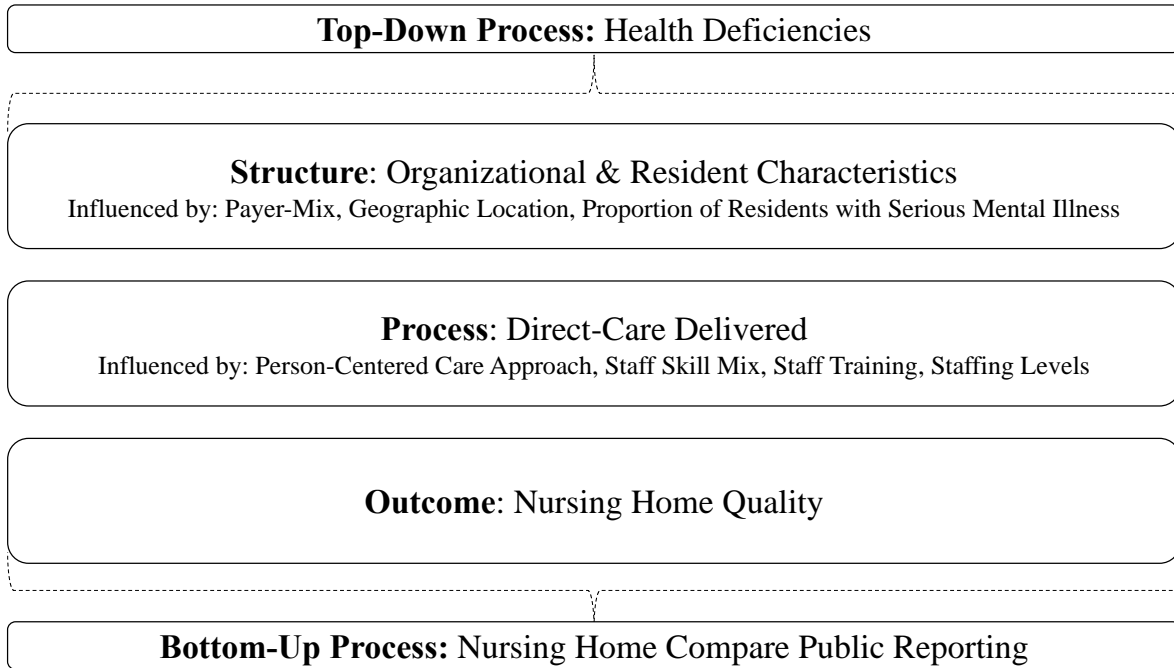 Top-Down Process: Health Deficiencies
Structure: Organizational & Resident Characteristics
Influenced by: Payer-Mix, Geographic Location, Proportion of Residents with Serious Mental Illness
Process: Direct-Care Delivered
Influenced by: Person-Centered Care Approach, Staff Skill Mix, Staff Training, Staffing Levels
Outcome: Nursing Home Quality
Bottom-Up Process: Nursing Home Compare Public Reporting